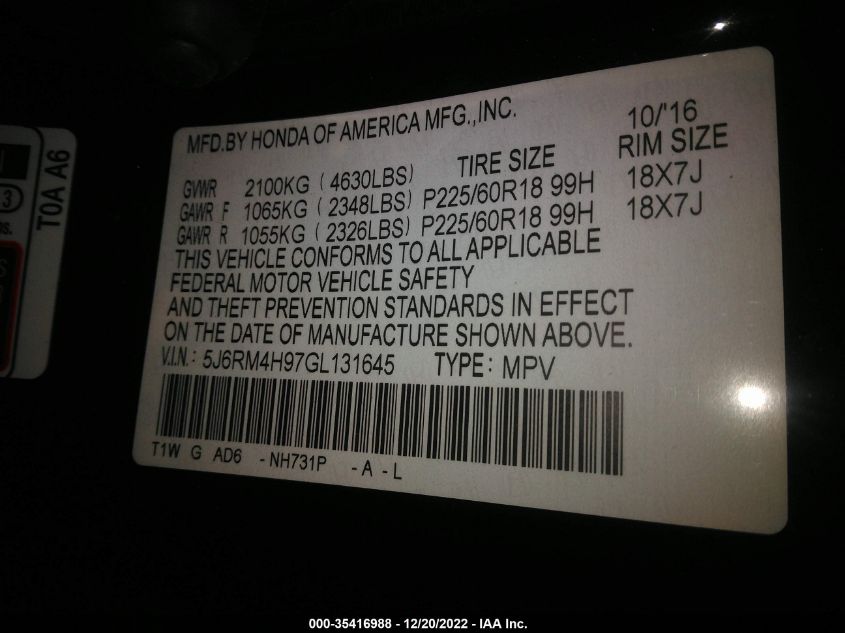 MFD.BY HONDA OF AMERICA MFG.,INC. 10/'16
TIRE SIZE RIM SIZE
GVWR 2100KG ( 4630LBS)
GAWR F 1065KG ( 2348LBS) P225/60R18 99H 18X7J
GAWR R 1055KG ( 2326LBS) P225/60R18 99H 18X7J
THIS VEHICLE CONFORMS TO ALL APPLICABLE
FEDERAL MOTOR VEHICLE SAFETY
AND THEFT PREVENTION STANDARDS IN EFFECT
ON THE DATE OF MANUFACTURE SHOWN ABOVE.
V.I.N.: 5J6RM4H97GL131645 TYPE: MPV
T1W G AD6 -NH731P -A -L
T0A A6
3
ns.
000-35416988 - 12/20/2022 - IAA Inc.